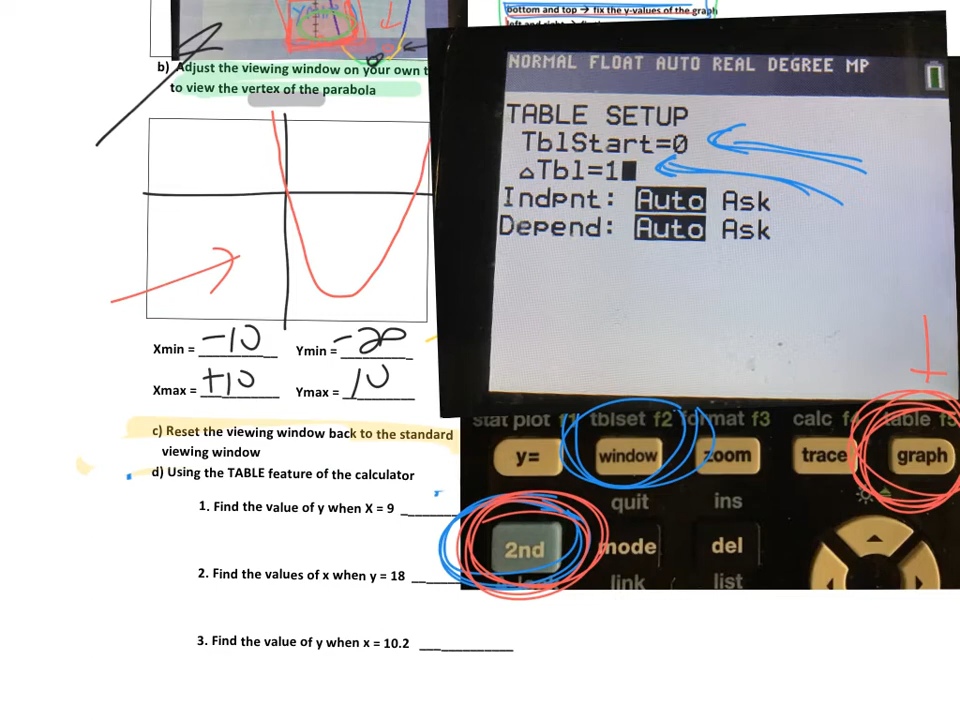 bottom and top → fix the y-values of the graph
b) Adjust the viewing window on your own t
to view the vertex of the parabola
Xmin = -10 Ymin = -20
Xmax = +10 Ymax = 10
c) Reset the viewing window back to the standard
viewing window
d) Using the TABLE feature of the calculator
1. Find the value of y when X = 9
2. Find the values of x when y = 18
3. Find the value of y when x = 10.2
NORMAL FLOAT AUTO REAL DEGREE MP
TABLE SETUP
TblStart=0
△Tbl=1
Indpnt: Auto Ask
Depend: Auto Ask
stat plot f1 tblset f2 format f3 calc f4 table f5
y= window zoom trace graph
quit ins
2nd mode del
link list